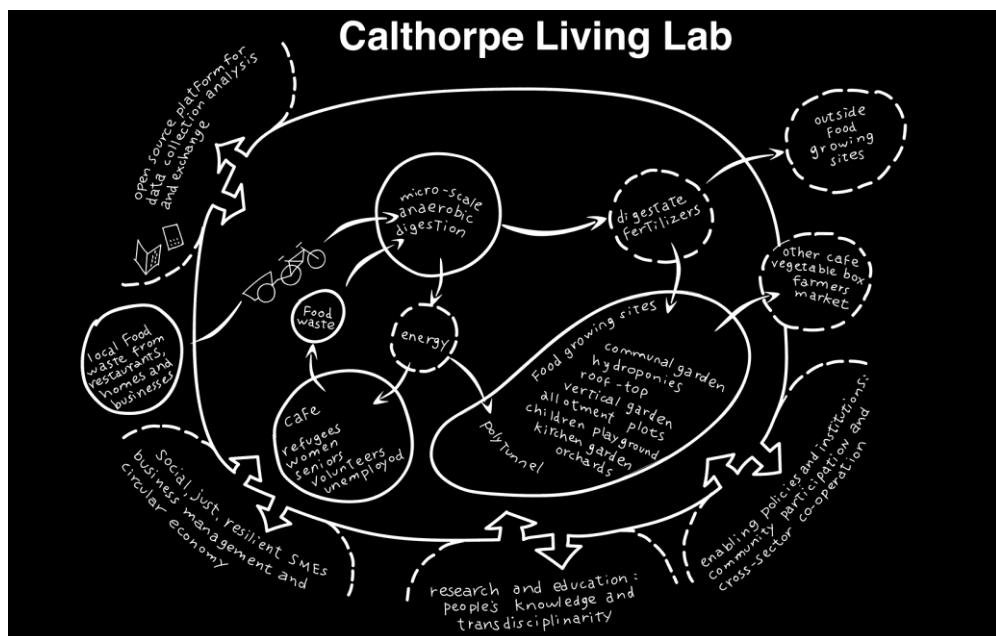 Calthorpe Living Lab
open source platform for
data collection analysis
and exchange
outside
food
growing
sites
micro-scale
anaerobic
digestion
digestate
fertilizers
other cafe
vegetable box
farmers
market
local food
waste from
restaurants,
homes and
businesses
Food
waste
energy
Food growing sites
communal garden
hydroponies
roof-top
vertical garden
allotment plots
children playground
kitchen garden
orchards
polytunnel
cafe
refugees
women
seniors
volunteers
unemployod
Social, just, resilient SMEs
business management and
circular economy
research and education:
people's knowledge and
transdisciplinarity
enabling policies and institutions:
community participation and
cross-sector co-operation